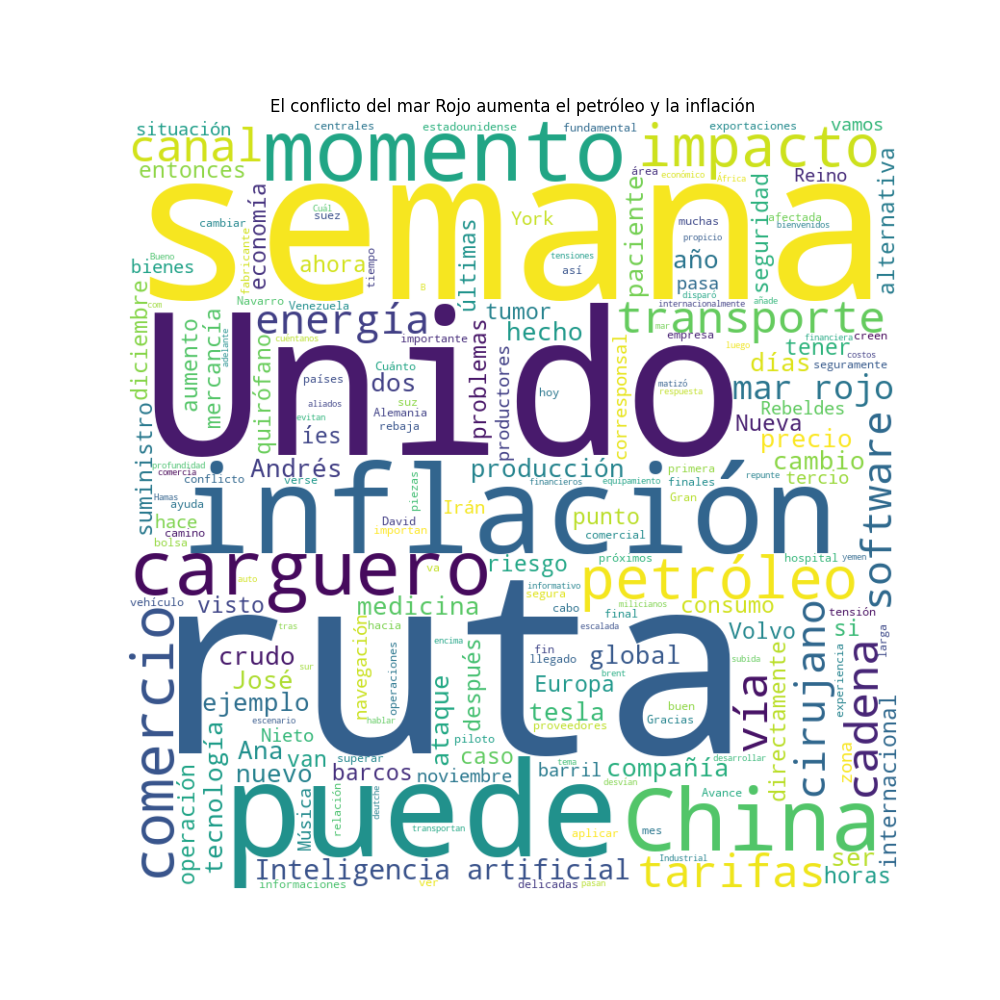 El conflicto del mar Rojo aumenta el petróleo y la inflación
situación
centrales
estadounidense
fundamental
exportaciones
vamos
canal
momento
impacto
entonces
área
económico
África
Reino
semana
economía
paciente
seguridad
alternativa
cambiar
Cuál
suez
York
muchas
afectada
bienvenidos
Bueno
bienes
fabricante
ahora
tiempo
últimas
tensiones
así
propicio
año
pasa
B
diciembre
com
Navarro
Venezuela
internacionalmente
disparó
añade
Unido
energía
importante
tumor
hecho
transporte
mar
empresa
financiera
creen
aumento
mercancía
adelante
quirófano
cuéntanos
Cuánto
problemas
productores
corresponsal
luego
tener
seguramente
países
dos
días
costos
aliados
suz
Alemania
rebaja
evitan
hoy
matizó
respuesta
mar rojo
íes
Nueva
Rebeldes
precio
suministro
profundidad
comercia
Andrés
producción
primera
cambio
software
conflicto
verse
financieros
equipamiento
finales
repunte
tercio
Hamas
ayuda
inflación
piezas
Irán
Gran
hace
camino
bolsa
David
importan
punto
comercial
carguero
auto
va
riesgo
próximos
hospital
yemen
petróleo
informativo
segura
vehículo
visto
tras
medicina
hacia
cabo
milicianos
final
consumo
tensión
comercio
ruta
crudo
sur
navegación
operaciones
encima
escalada
fin
llegado
global
Volvo
subida
si
larga
cirujano
cadena
experiencia
José
ejemplo
escenario
hablar
después
brent
Europa
buen
Gracias
vía
directamente
zona
internacional
Nieto
superar
ataque
piloto
tesla
proveedores
Ana
van
caso
tema
desarrollar
operación
tecnología
nuevo
barcos
noviembre
barril
compañía
desvían
Avance
puede
China
Música
relación
deutche
transportan
aplicar
mes
Industrial
ser
Inteligencia artificial
tarifas
horas
informaciones
ver
delicadas
pasan